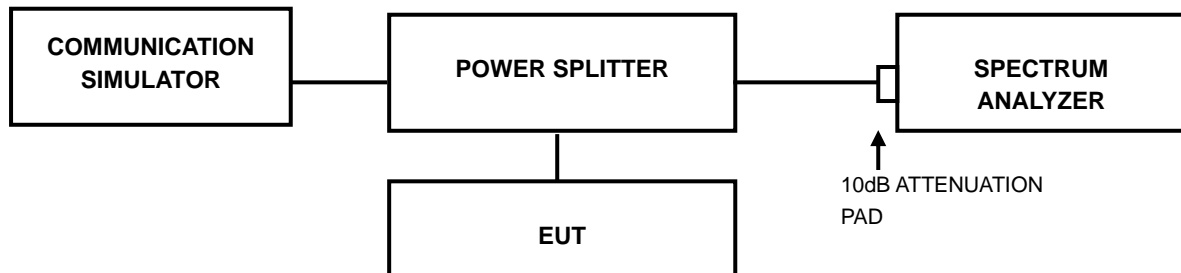 COMMUNICATION
SIMULATOR
POWER SPLITTER
SPECTRUM
ANALYZER
10dB ATTENUATION
PAD
EUT